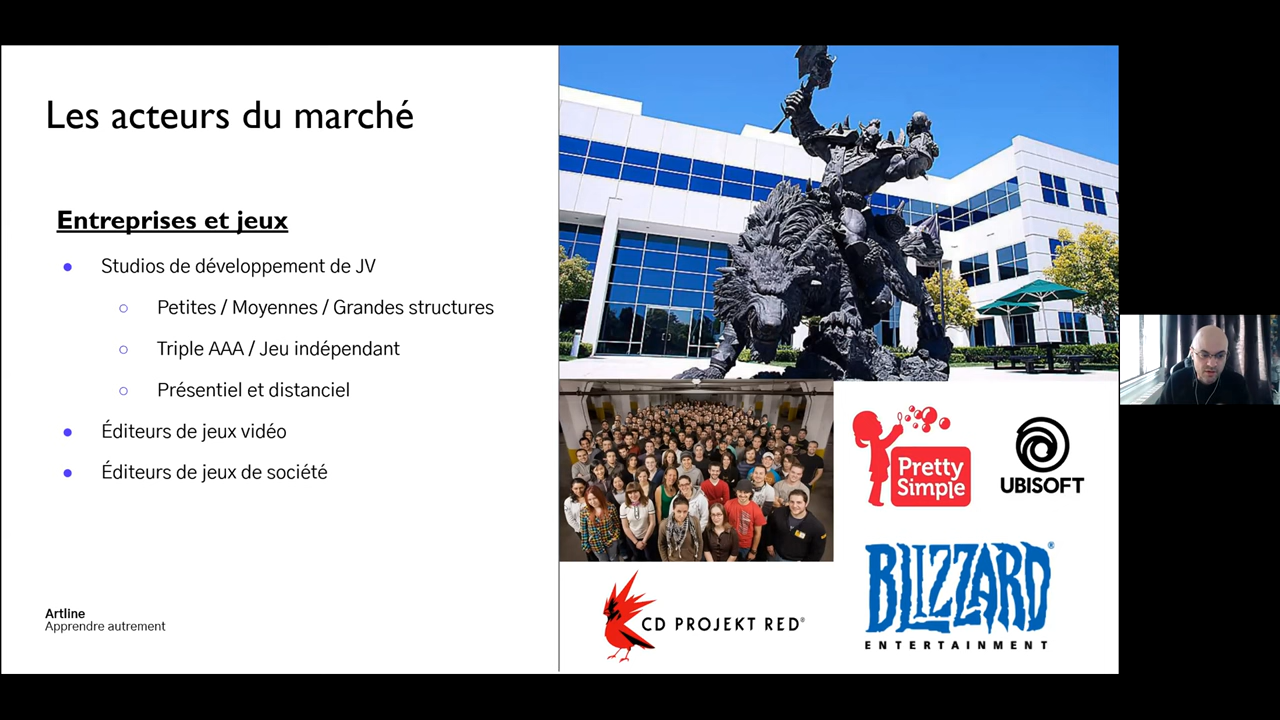 Les acteurs du marché
Entreprises et jeux
Studios de développement de JV
Petites / Moyennes / Grandes structures
Triple AAA / Jeu indépendant
Présentiel et distanciel
Éditeurs de jeux vidéo
Éditeurs de jeux de société
Artline
Apprendre autrement
Pretty
Simple
UBISOFT
CD PROJEKT RED®
BLIZZARD®
ENTERTAINMENT